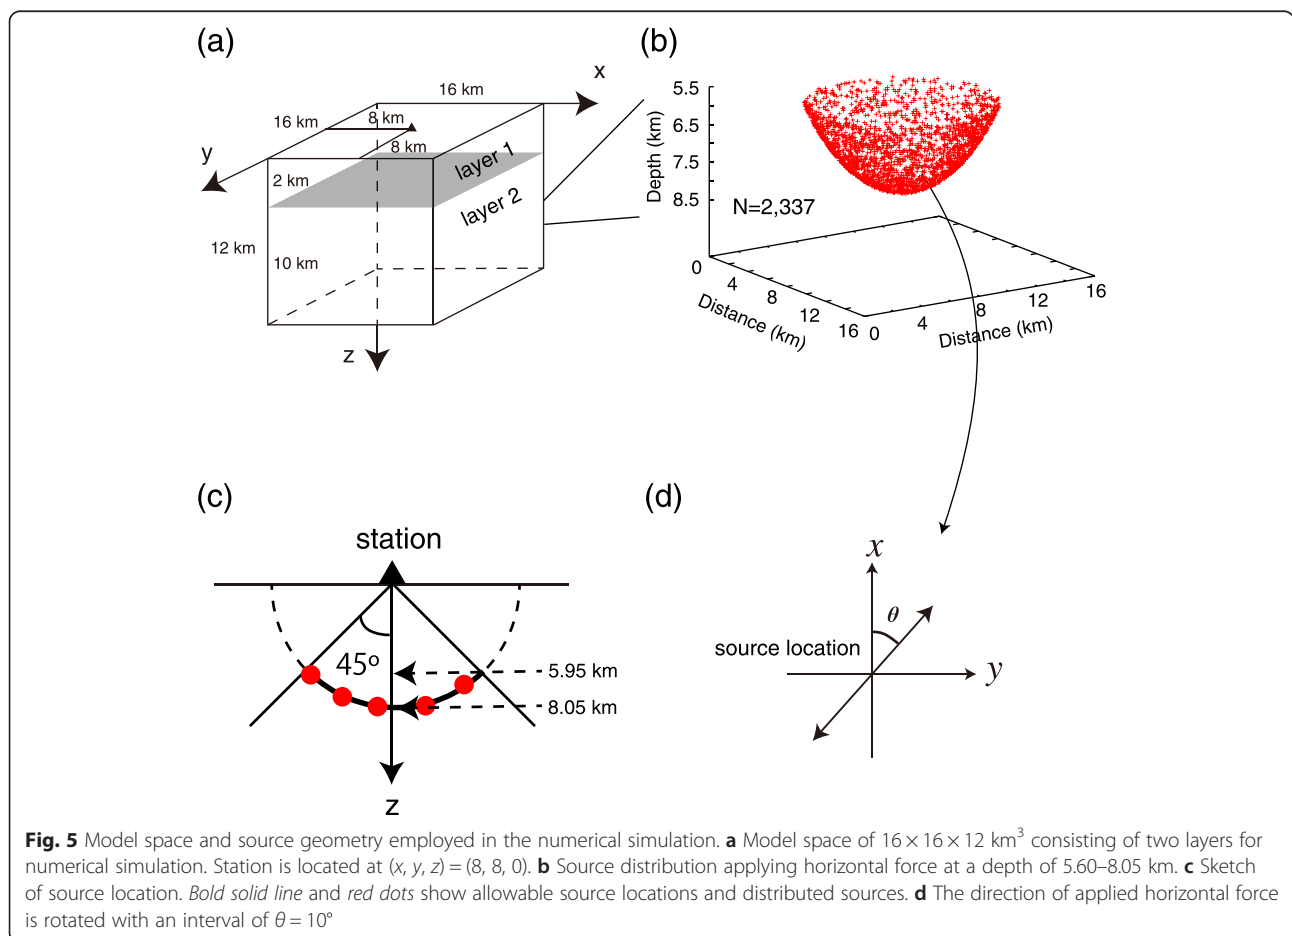 (a)
x
16 km
8 km
16 km
8 km
y
layer 1
2 km
layer 2
12 km
10 km
z
(b)
5.5
6.5
7.5
8.5
Depth (km)
N=2,337
0
4
8
12
16
Distance (km)
0
4
8
12
16
Distance (km)
(c)
station
45º
5.95 km
8.05 km
z
(d)
x
θ
source location
y
Fig. 5 Model space and source geometry employed in the numerical simulation. a Model space of 16 × 16 × 12 km³ consisting of two layers for
numerical simulation. Station is located at (x, y, z) = (8, 8, 0). b Source distribution applying horizontal force at a depth of 5.60–8.05 km. c Sketch
of source location. Bold solid line and red dots show allowable source locations and distributed sources. d The direction of applied horizontal force
is rotated with an interval of θ = 10°